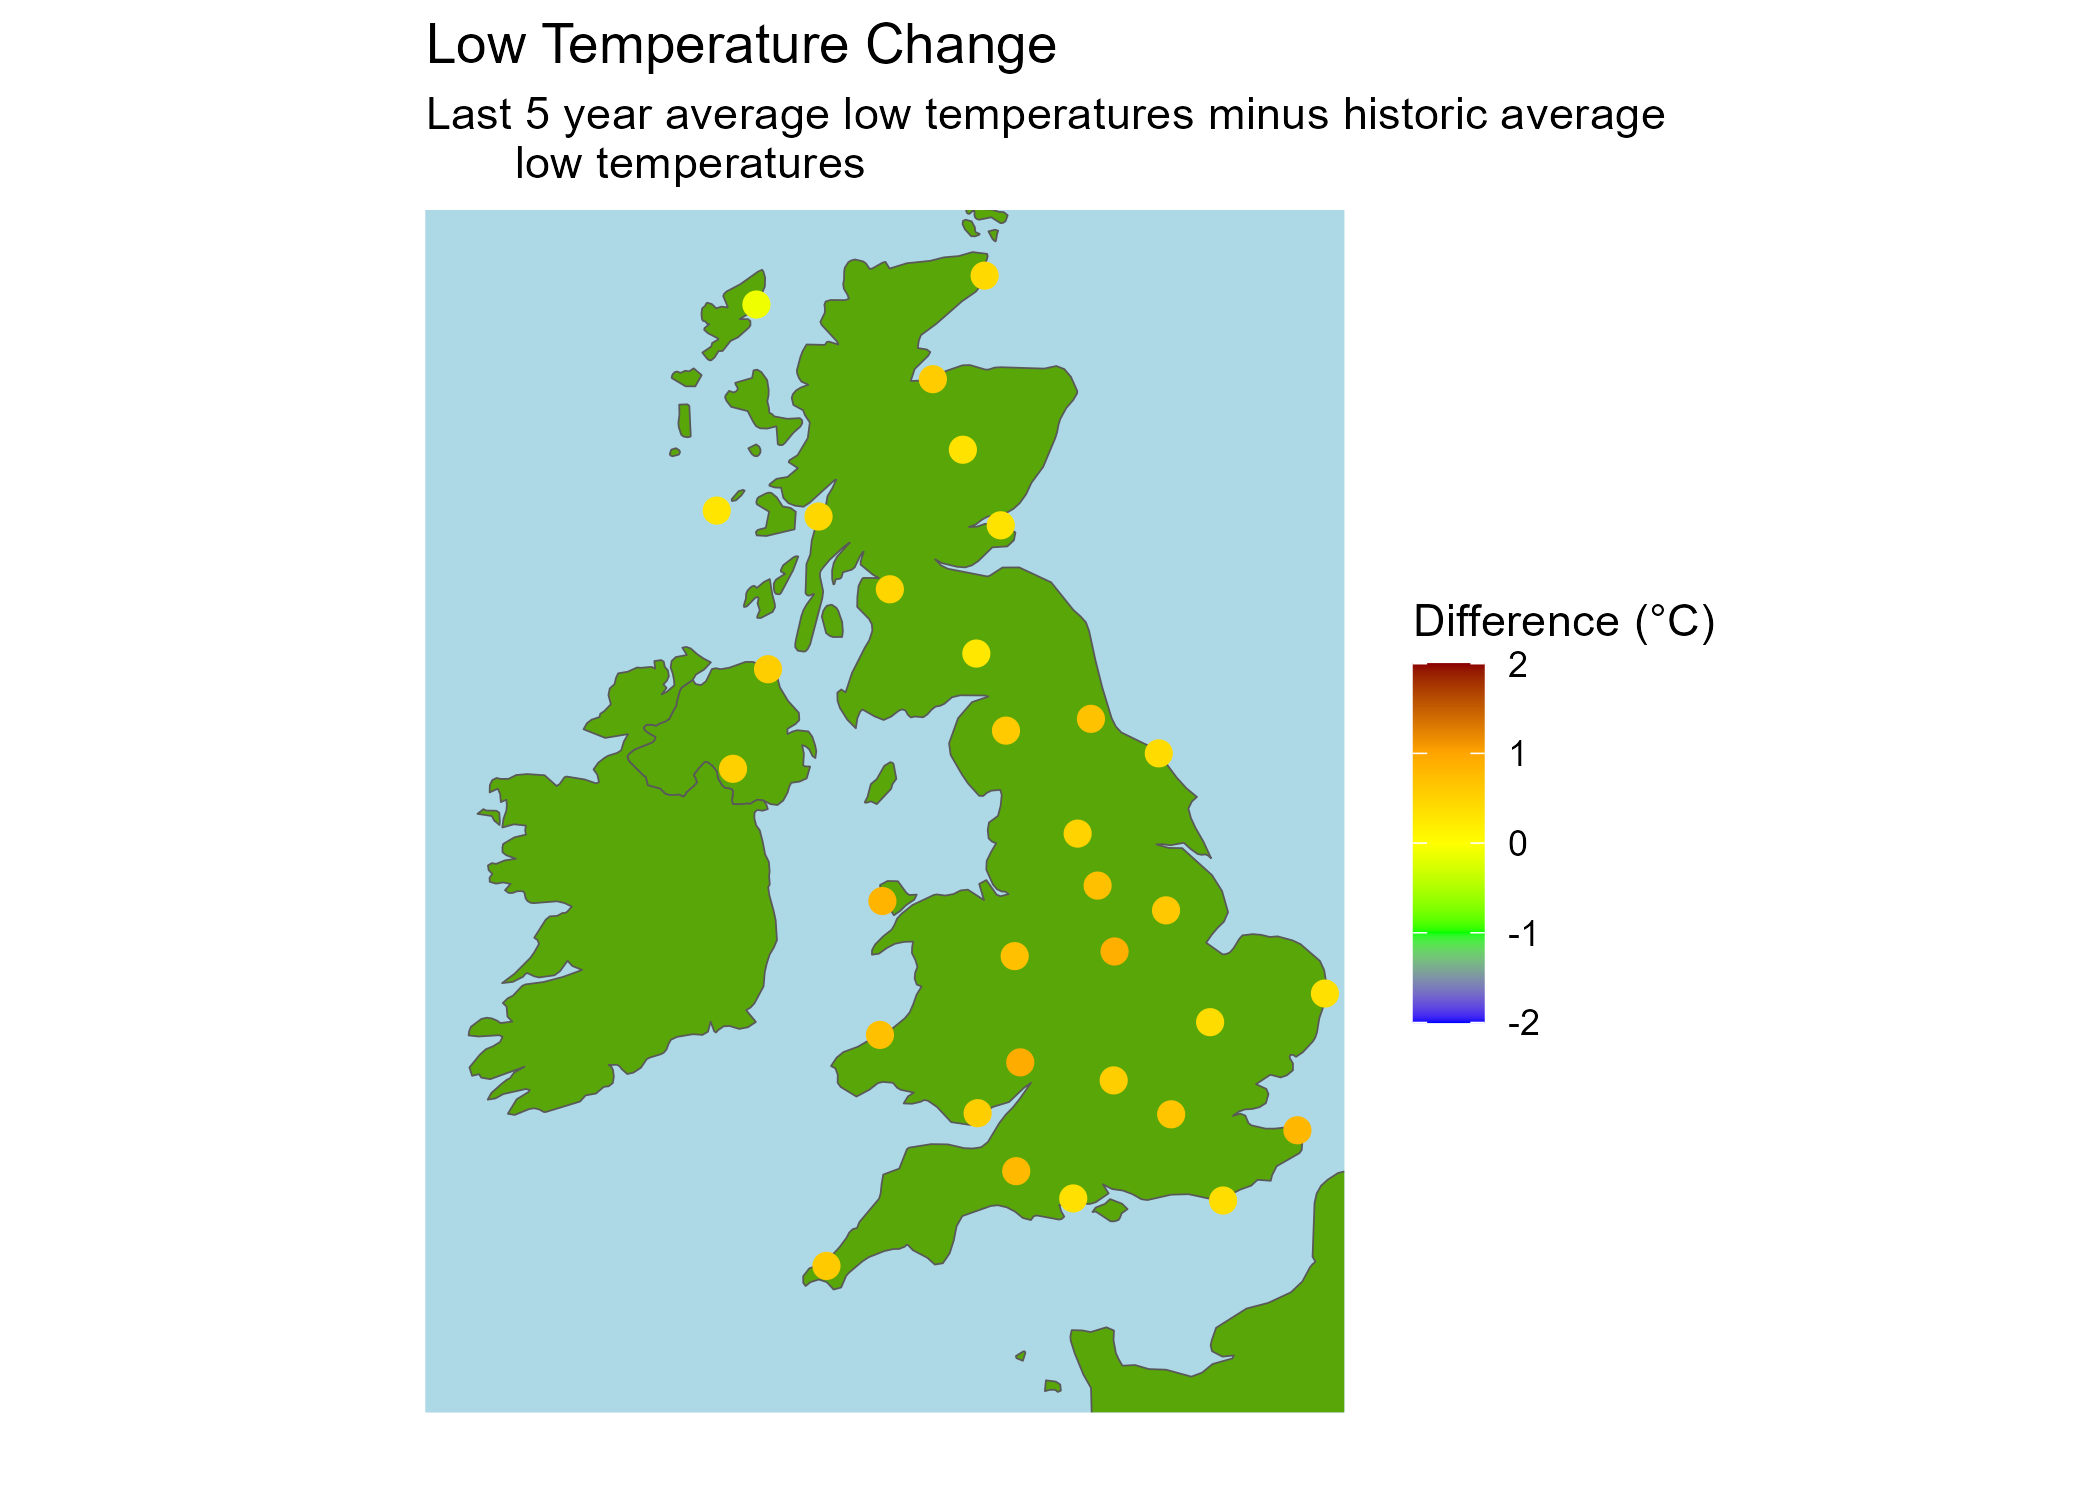 Low Temperature Change
Last 5 year average low temperatures minus historic average
low temperatures
Difference (°C)
2
1
0
-1
-2